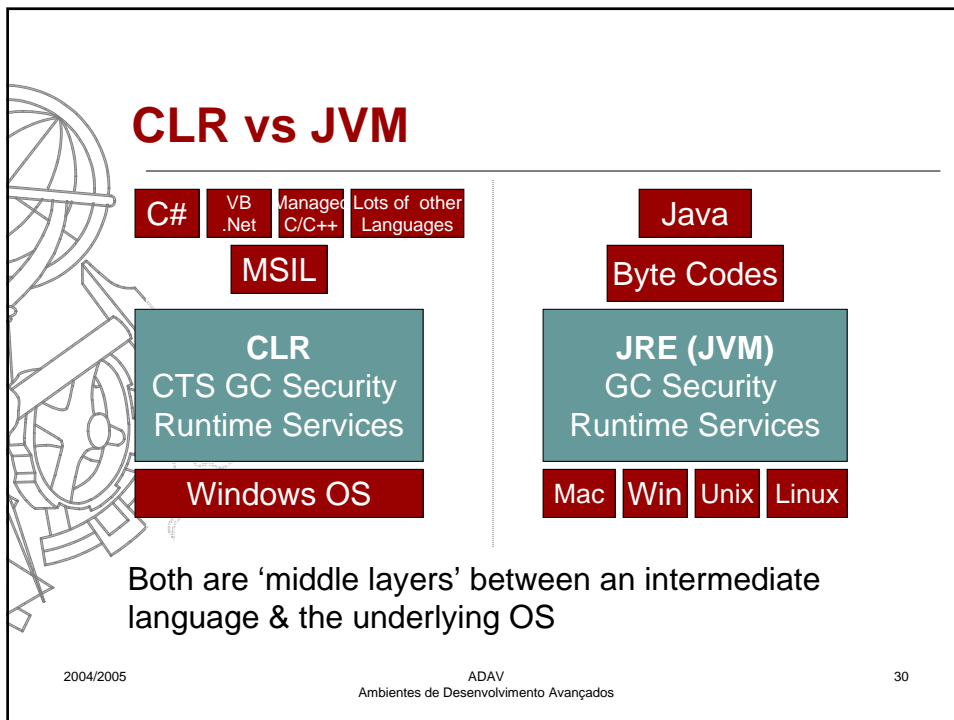 CLR vs JVM
C#
VB
.Net
Managed
C/C++
Lots of other
Languages
MSIL
CLR
CTS GC Security
Runtime Services
Windows OS
Java
Byte Codes
JRE (JVM)
GC Security
Runtime Services
Mac
Win
Unix
Linux
Both are ‘middle layers’ between an intermediate
language & the underlying OS
2004/2005
ADAV
Ambientes de Desenvolvimento Avançados
30